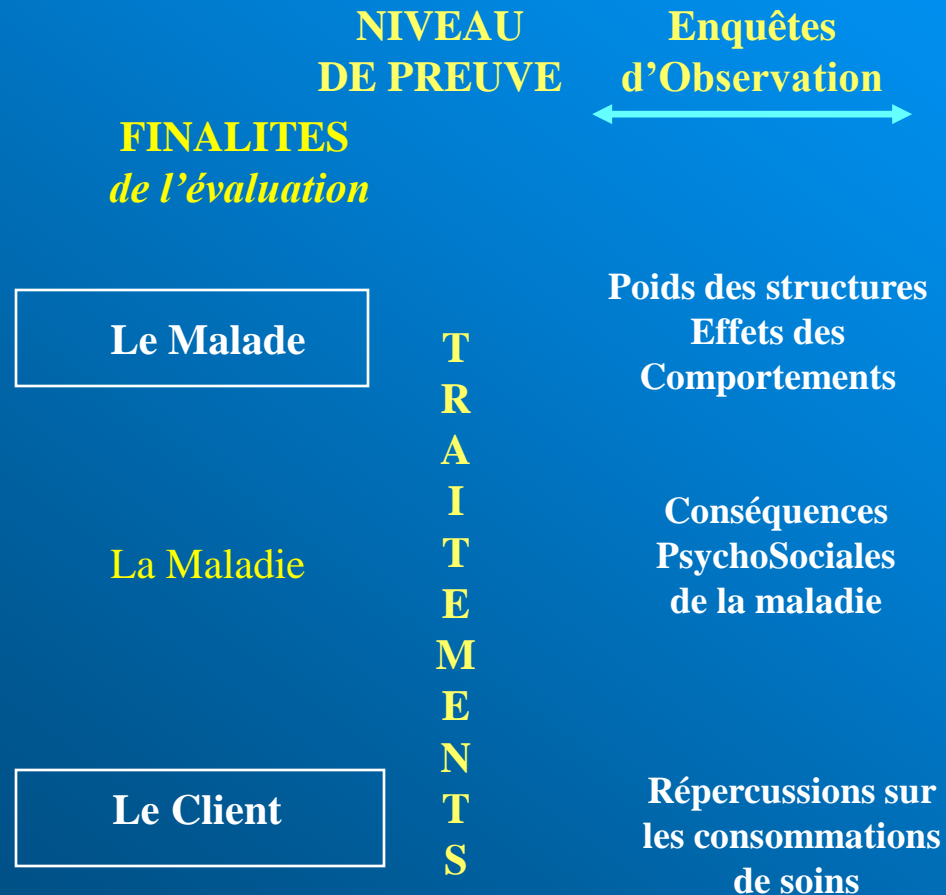 NIVEAU
DE PREUVE
Enquêtes
d'Observation
FINALITES
de l'évaluation
Le Malade
Poids des structures
Effets des
Comportements
T
R
A
I
T
E
M
E
N
T
S
La Maladie
Conséquences
PsychoSociales
de la maladie
Le Client
Répercussions sur
les consommations
de soins